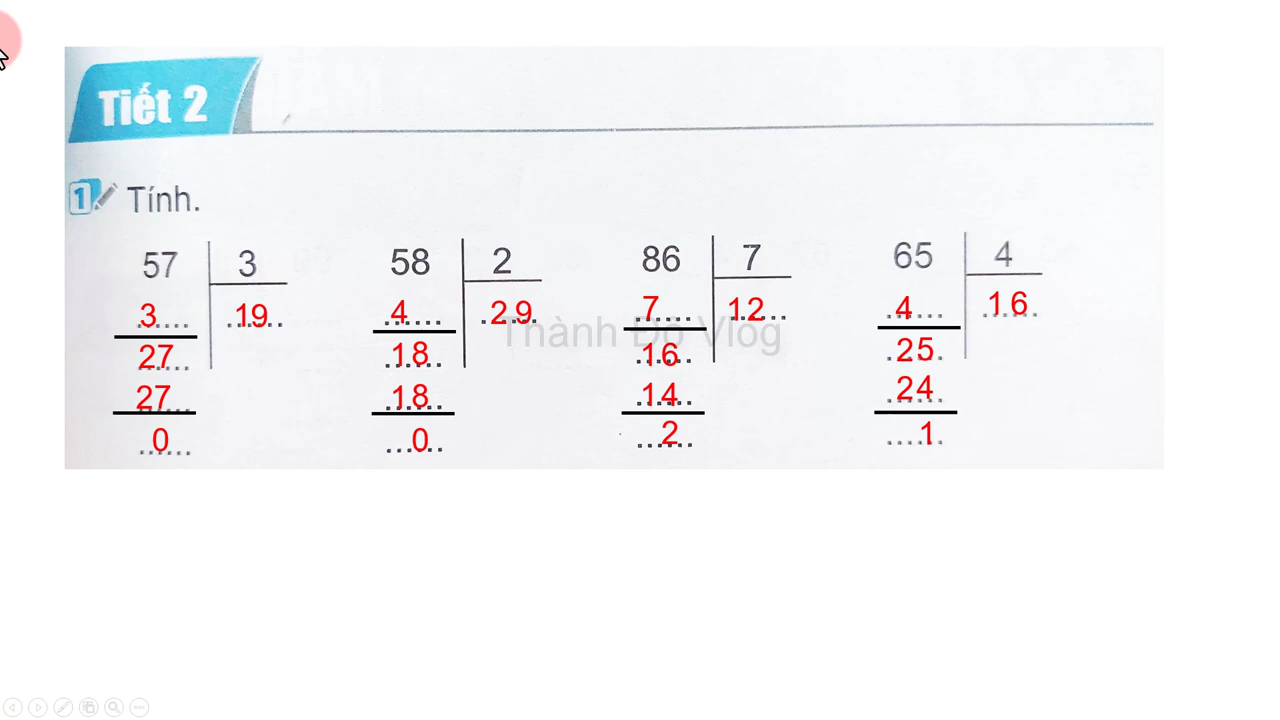 Tiết 2
1 Tính.
57 3 58 2 86 7 65 4
3 19 4 29 7 12 4 16
Thành Đô Vlog
27 18 16 25
27 18 14 24
0 0 2 1